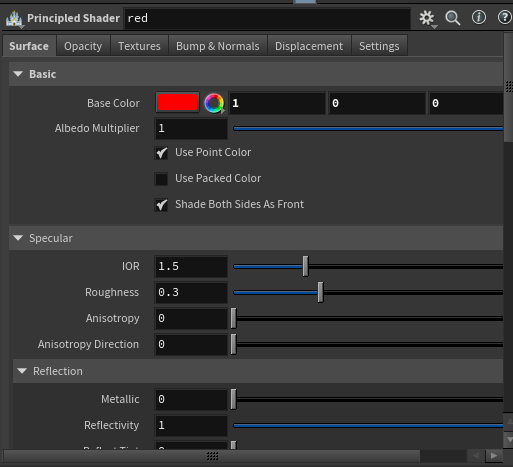 Principled Shader red
Surface Opacity Textures Bump & Normals Displacement Settings
Basic
Base Color 1 0 0
Albedo Multiplier 1
Use Point Color
Use Packed Color
Shade Both Sides As Front
Specular
IOR 1.5
Roughness 0.3
Anisotropy 0
Anisotropy Direction 0
Reflection
Metallic 0
Reflectivity 1